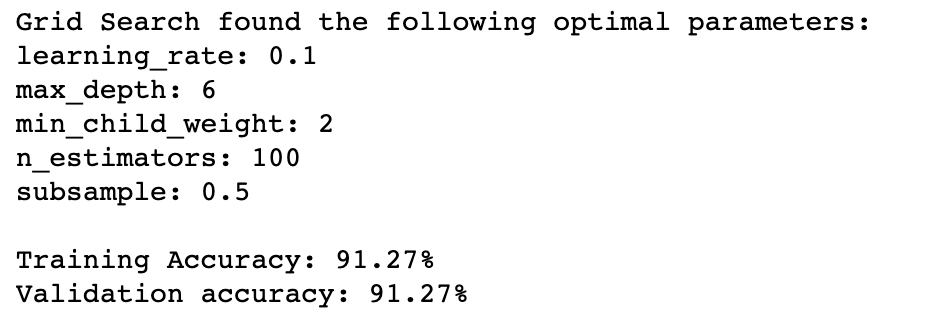 Grid Search found the following optimal parameters:
learning_rate: 0.1
max_depth: 6
min_child_weight: 2
n_estimators: 100
subsample: 0.5
Training Accuracy: 91.27%
Validation accuracy: 91.27%